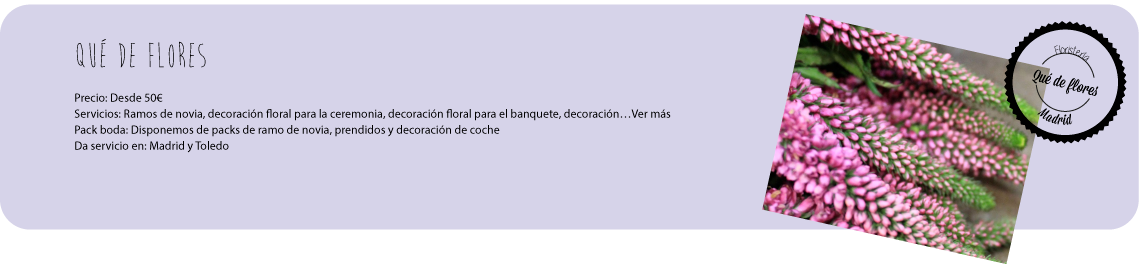 QUÉ DE FLORES
Precio: Desde 50€
Servicios: Ramos de novia, decoración floral para la ceremonia, decoración floral para el banquete, decoración…Ver más
Pack boda: Disponemos de packs de ramo de novia, prendidos y decoración de coche
Da servicio en: Madrid y Toledo
Floristería
Qué de flores
Madrid